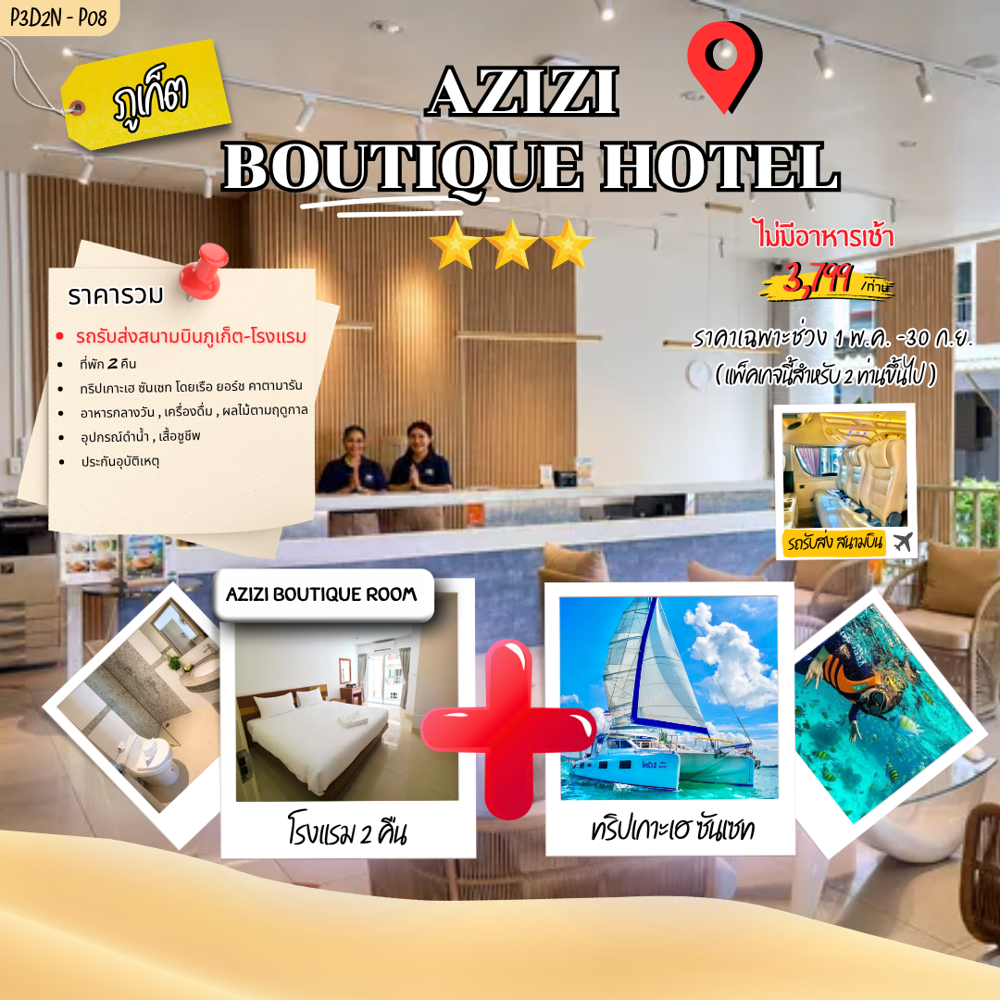 P3D2N - P08
ภูเก็ต
AZIZI
BOUTIQUE HOTEL
ไม่มีอาหารเช้า
3,799 /ท่าน
ราคาเฉพาะช่วง 1 พ.ค. -30 ก.ย.
(แพ็คเกจนี้สำหรับ 2 ท่านขึ้นไป)
ราคารวม
• รถรับส่งสนามบินภูเก็ต-โรงแรม
• ที่พัก 2 คืน
• ทริปเกาะเฮ ซันเซท โดยเรือ ยอร์ช คาตามารัน
• อาหารกลางวัน , เครื่องดื่ม , ผลไม้ตามฤดูกาล
• อุปกรณ์ดำน้ำ , เสื้อชูชีพ
• ประกันอุบัติเหตุ
รถรับส่ง สนามบิน
AZIZI BOUTIQUE ROOM
โรงแรม 2 คืน
ทริปเกาะเฮ ซันเซท